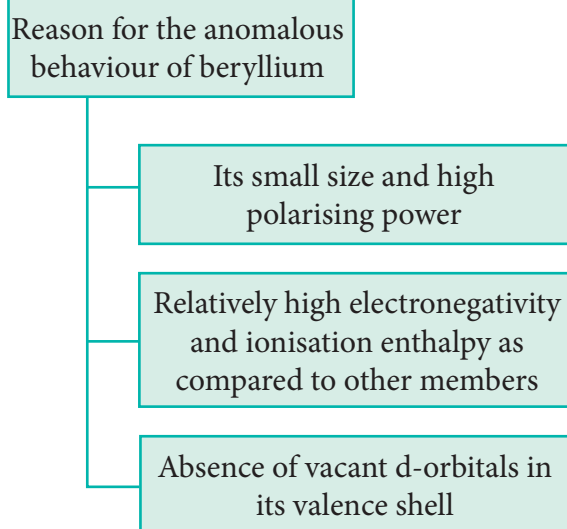 Reason for the anomalous
behaviour of beryllium
Its small size and high
polarising power
Relatively high electronegativity
and ionisation enthalpy as
compared to other members
Absence of vacant d-orbitals in
its valence shell